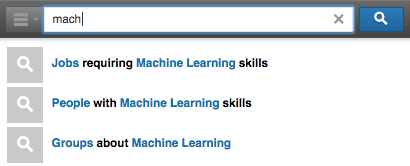 mach
Jobs requiring Machine Learning skills
People with Machine Learning skills
Groups about Machine Learning